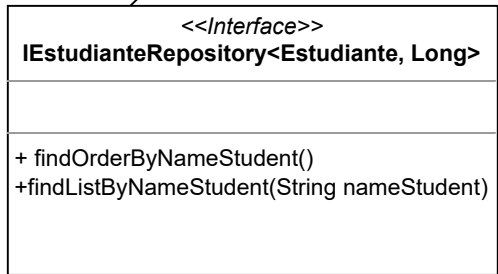 <<Interface>>
IEstudianteRepository<Estudiante, Long>
+ findOrderByNameStudent()
+findListByNameStudent(String nameStudent)